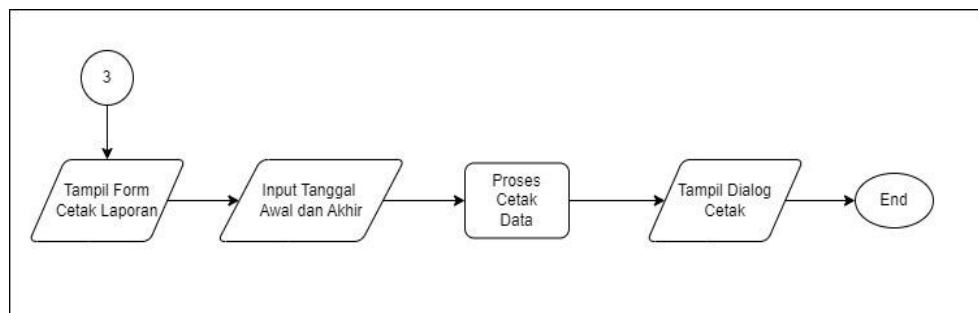 3
Tampil Form
Cetak Laporan
Input Tanggal
Awal dan Akhir
Proses
Cetak
Data
Tampil Dialog
Cetak
End